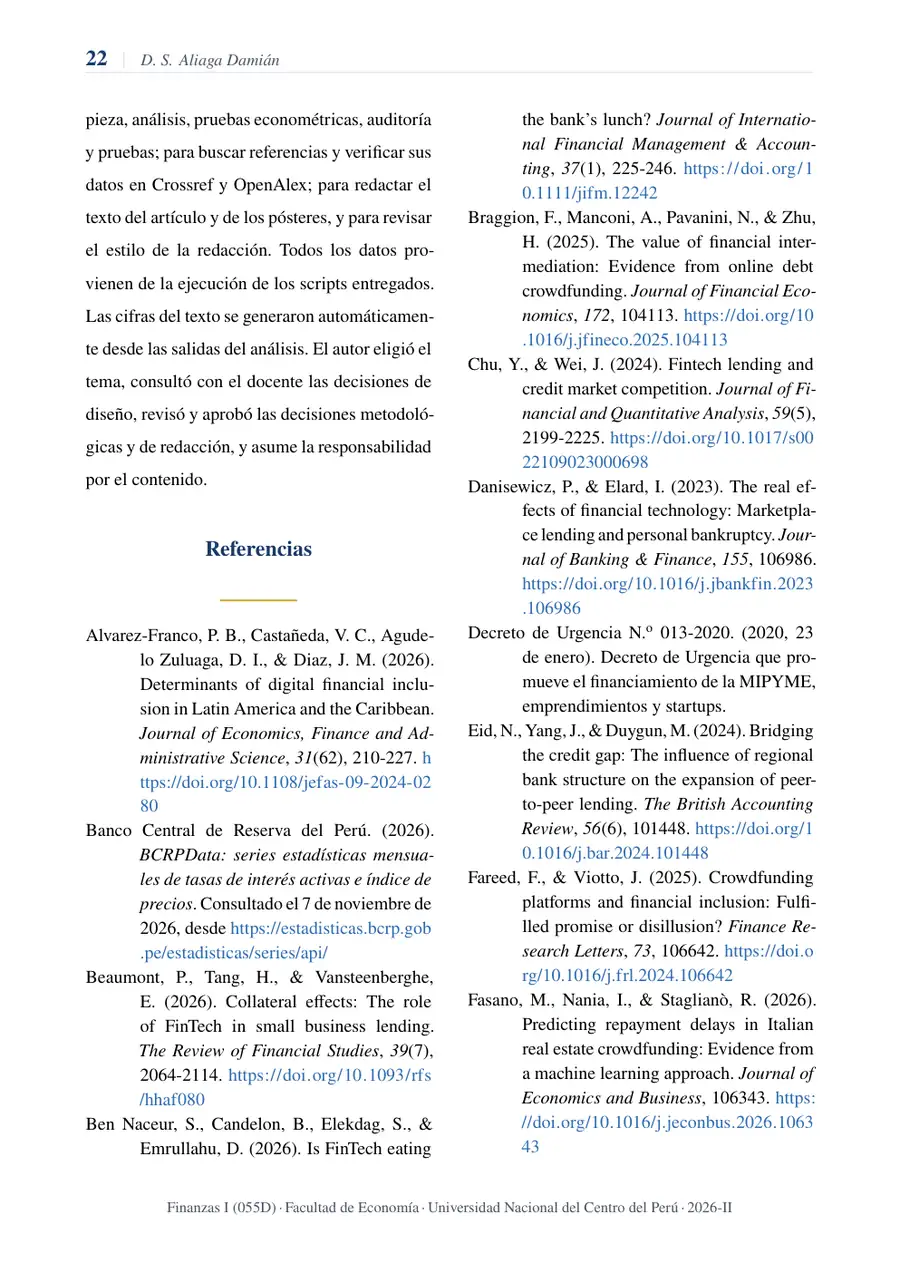 22 | D. S. Aliaga Damián
pieza, análisis, pruebas econométricas, auditoría
y pruebas; para buscar referencias y verificar sus
datos en Crossref y OpenAlex; para redactar el
texto del artículo y de los pósteres, y para revisar
el estilo de la redacción. Todos los datos pro-
vienen de la ejecución de los scripts entregados.
Las cifras del texto se generaron automáticamen-
te desde las salidas del análisis. El autor eligió el
tema, consultó con el docente las decisiones de
diseño, revisó y aprobó las decisiones metodoló-
gicas y de redacción, y asume la responsabilidad
por el contenido.
Referencias
Alvarez-Franco, P. B., Castañeda, V. C., Agude-
lo Zuluaga, D. I., & Diaz, J. M. (2026).
Determinants of digital financial inclu-
sion in Latin America and the Caribbean.
Journal of Economics, Finance and Ad-
ministrative Science, 31(62), 210-227. h
ttps://doi.org/10.1108/jefas-09-2024-02
80
Banco Central de Reserva del Perú. (2026).
BCRPData: series estadísticas mensua-
les de tasas de interés activas e índice de
precios. Consultado el 7 de noviembre de
2026, desde https://estadisticas.bcrp.gob
.pe/estadisticas/series/api/
Beaumont, P., Tang, H., & Vansteenberghe,
E. (2026). Collateral effects: The role
of FinTech in small business lending.
The Review of Financial Studies, 39(7),
2064-2114. https://doi.org/10.1093/rfs
/hhaf080
Ben Naceur, S., Candelon, B., Elekdag, S., &
Emrullahu, D. (2026). Is FinTech eating
the bank's lunch? Journal of Internatio-
nal Financial Management & Accoun-
ting, 37(1), 225-246. https://doi.org/1
0.1111/jifm.12242
Braggion, F., Manconi, A., Pavanini, N., & Zhu,
H. (2025). The value of financial inter-
mediation: Evidence from online debt
crowdfunding. Journal of Financial Eco-
nomics, 172, 104113. https://doi.org/10
.1016/j.jfineco.2025.104113
Chu, Y., & Wei, J. (2024). Fintech lending and
credit market competition. Journal of Fi-
nancial and Quantitative Analysis, 59(5),
2199-2225. https://doi.org/10.1017/s00
22109023000698
Danisewicz, P., & Elard, I. (2023). The real ef-
fects of financial technology: Marketpla-
ce lending and personal bankruptcy. Jour-
nal of Banking & Finance, 155, 106986.
https://doi.org/10.1016/j.jbankfin.2023
.106986
Decreto de Urgencia N.º 013-2020. (2020, 23
de enero). Decreto de Urgencia que pro-
mueve el financiamiento de la MIPYME,
emprendimientos y startups.
Eid, N., Yang, J., & Duygun, M. (2024). Bridging
the credit gap: The influence of regional
bank structure on the expansion of peer-
to-peer lending. The British Accounting
Review, 56(6), 101448. https://doi.org/1
0.1016/j.bar.2024.101448
Fareed, F., & Viotto, J. (2025). Crowdfunding
platforms and financial inclusion: Fulfi-
lled promise or disillusion? Finance Re-
search Letters, 73, 106642. https://doi.o
rg/10.1016/j.frl.2024.106642
Fasano, M., Nania, I., & Staglianò, R. (2026).
Predicting repayment delays in Italian
real estate crowdfunding: Evidence from
a machine learning approach. Journal of
Economics and Business, 106343. https:
//doi.org/10.1016/j.jeconbus.2026.1063
43
Finanzas I (055D) · Facultad de Economía · Universidad Nacional del Centro del Perú · 2026-II